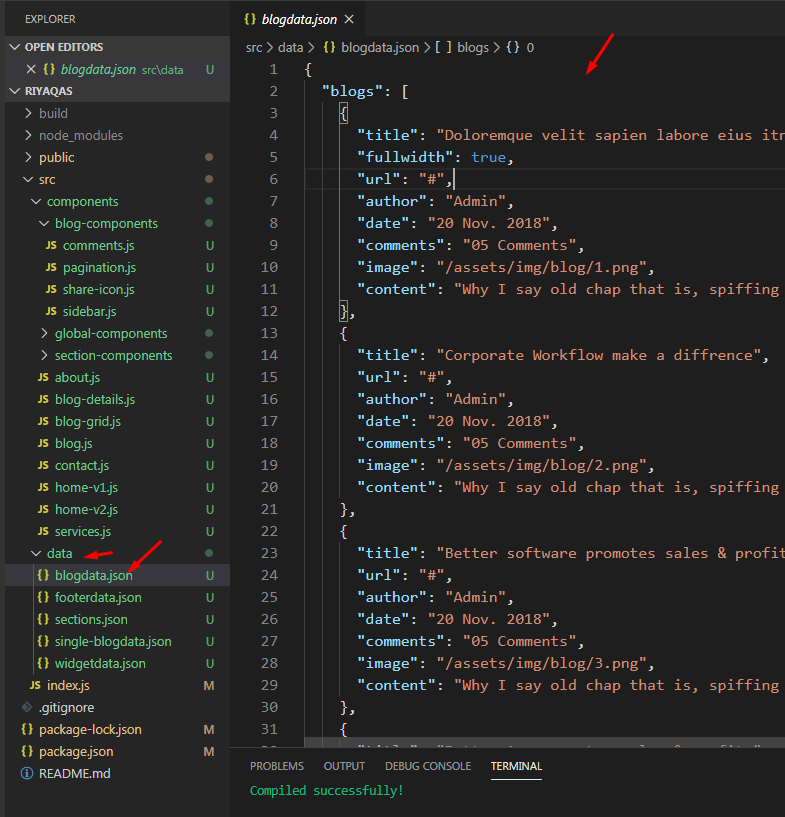 EXPLORER
OPEN EDITORS
{} blogdata.json src\data U
RIYAQAS
build
node_modules
public
src
components
blog-components
JS comments.js U
JS pagination.js U
JS share-icon.js U
JS sidebar.js U
global-components
section-components
JS about.js U
JS blog-details.js U
JS blog-grid.js U
JS blog.js U
JS contact.js U
JS home-v1.js U
JS home-v2.js U
JS services.js U
data
{} blogdata.json U
{} footerdata.json U
{} sections.json U
{} single-blogdata.json U
{} widgetdata.json U
JS index.js M
.gitignore
{} package-lock.json M
{} package.json M
README.md
{} blogdata.json ×
src > data > {} blogdata.json > [ ] blogs > {} 0
1 {
2 "blogs": [
3 {
4 "title": "Doloremque velit sapien labore eius itr
5 "fullwidth": true,
6 "url": "#",
7 "author": "Admin",
8 "date": "20 Nov. 2018",
9 "comments": "05 Comments",
10 "image": "/assets/img/blog/1.png",
11 "content": "Why I say old chap that is, spiffing
12 },
13 {
14 "title": "Corporate Workflow make a diffrence",
15 "url": "#",
16 "author": "Admin",
17 "date": "20 Nov. 2018",
18 "comments": "05 Comments",
19 "image": "/assets/img/blog/2.png",
20 "content": "Why I say old chap that is, spiffing
21 },
22 {
23 "title": "Better software promotes sales & profit
24 "url": "#",
25 "author": "Admin",
26 "date": "20 Nov. 2018",
27 "comments": "05 Comments",
28 "image": "/assets/img/blog/3.png",
29 "content": "Why I say old chap that is, spiffing
30 },
31 {
PROBLEMS OUTPUT DEBUG CONSOLE TERMINAL
Compiled successfully!